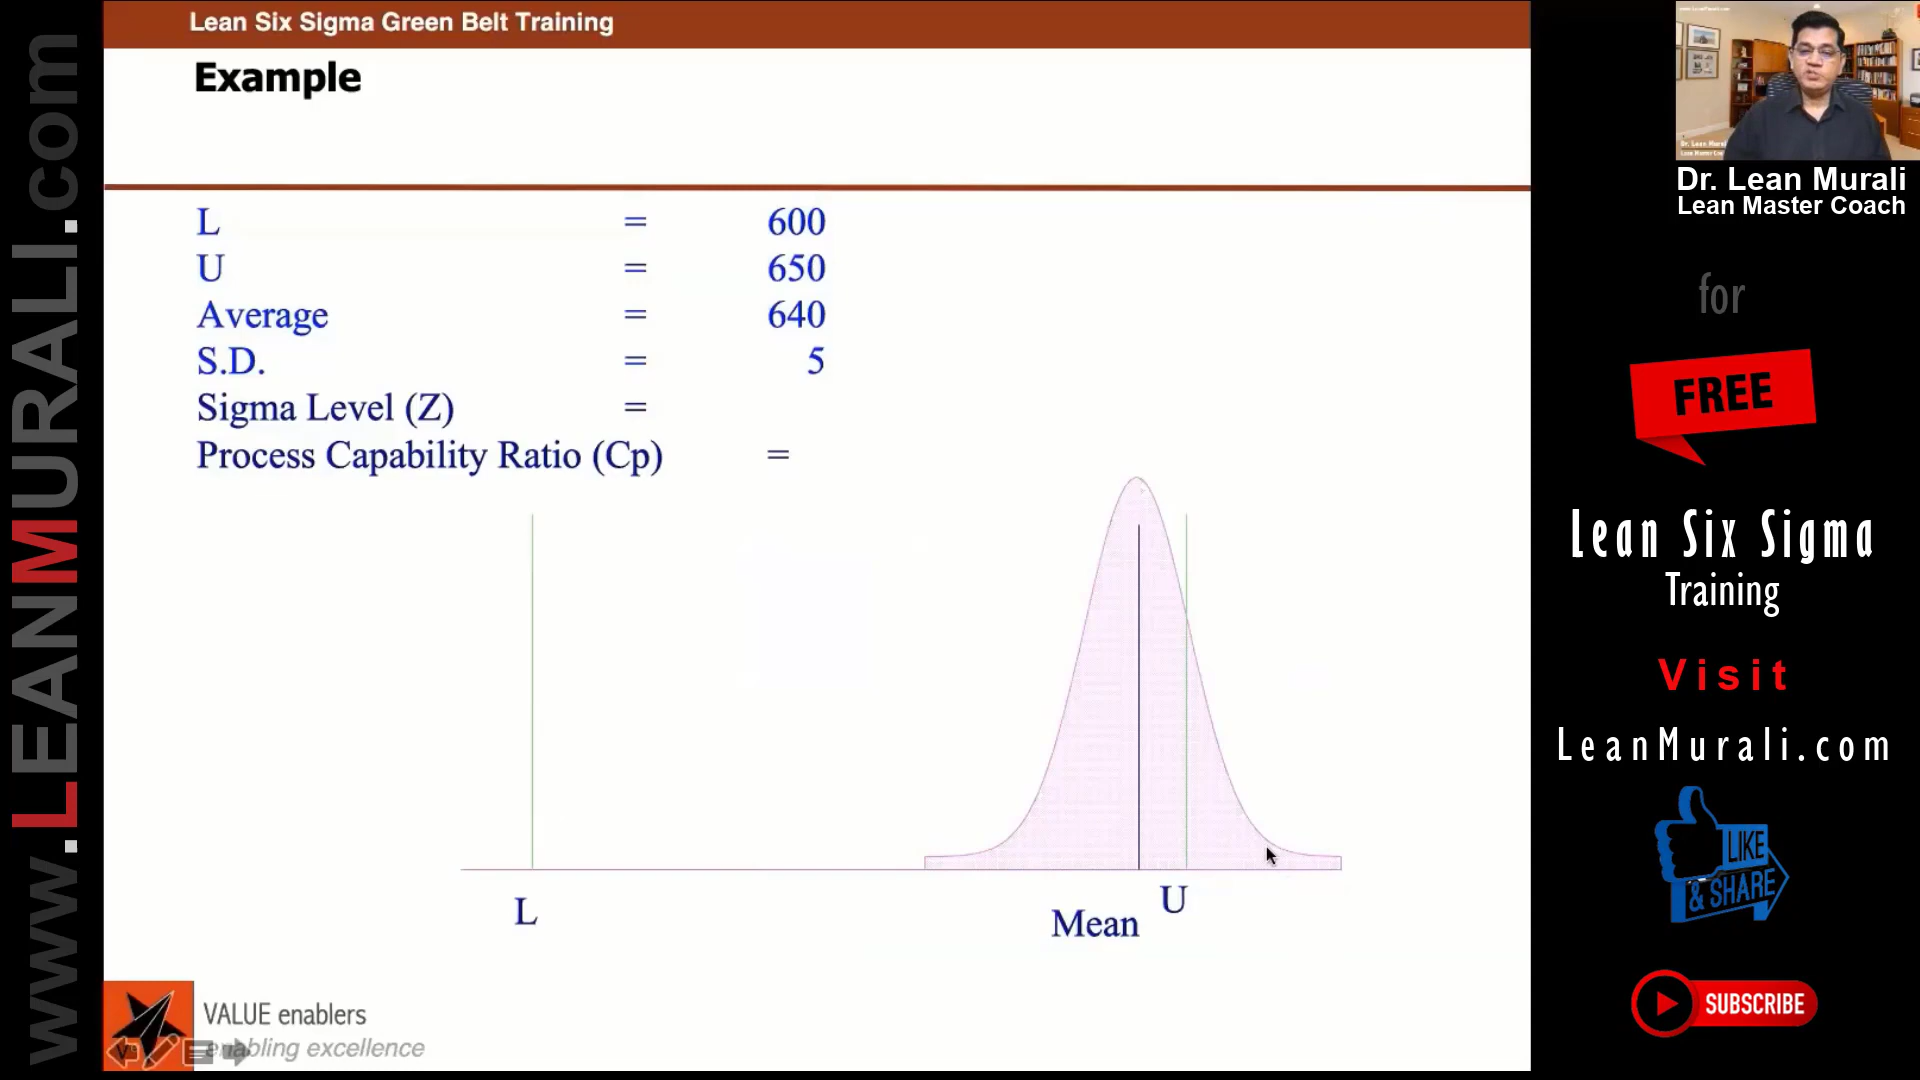 www.LEANMURALI.com
Lean Six Sigma Green Belt Training
Example
L = 600
U = 650
Average = 640
S.D. = 5
Sigma Level (Z) =
Process Capability Ratio (Cp) =
L
Mean
U
VALUE enablers
enabling excellence
Dr. Lean Murali
Lean Master Coach
for
FREE
Lean Six Sigma
Training
Visit
LeanMurali.com
LIKE
& SHARE
SUBSCRIBE